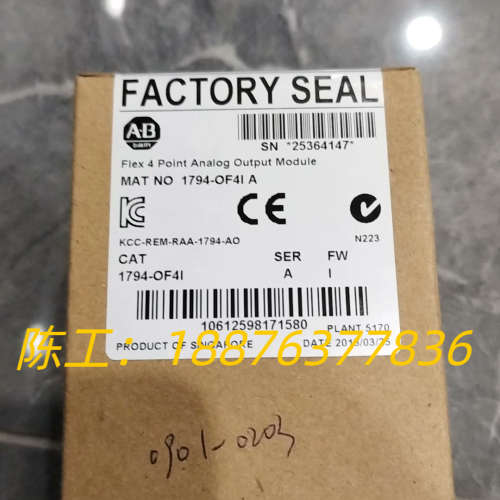 FACTORY SEAL
A-B
SN "25364147"
Flex 4 Point Analog Output Module
MAT NO 1794-OF4I A
KCC-REM-RAA-1794-AO
N223
CAT SER FW
1794-OF4I A I
10612598171580
PLANT 5170
陈工：18876377836
PRODUCT OF SINGAPORE
0901-0203